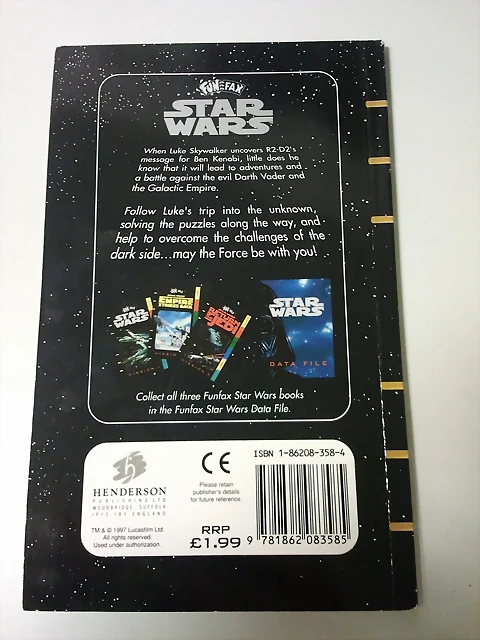 FUNFAX
STAR
WARS
When Luke Skywalker uncovers R2-D2's
message for Ben Kenobi, little does he
know that it will lead to adventures and
a battle against the evil Darth Vader and
the Galactic Empire.
Follow Luke's trip into the unknown,
solving the puzzles along the way, and
help to overcome the challenges of the
dark side...may the Force be with you!
STAR
WARS
EMPIRE
STRIKES BACK
RETURN
OF THE
JEDI
STAR
WARS
DATA FILE
Collect all three Funfax Star Wars books
in the Funfax Star Wars Data File.
HENDERSON
PUBLISHING LTD
WOODBRIDGE, SUFFOLK
IP12 1BY ENGLAND
TM & © 1997 Lucasfilm Ltd.
All rights reserved.
Used under authorization.
CE
Please retain
publisher's details
for future reference.
RRP
£1.99
ISBN 1-86208-358-4
9 781862 083585